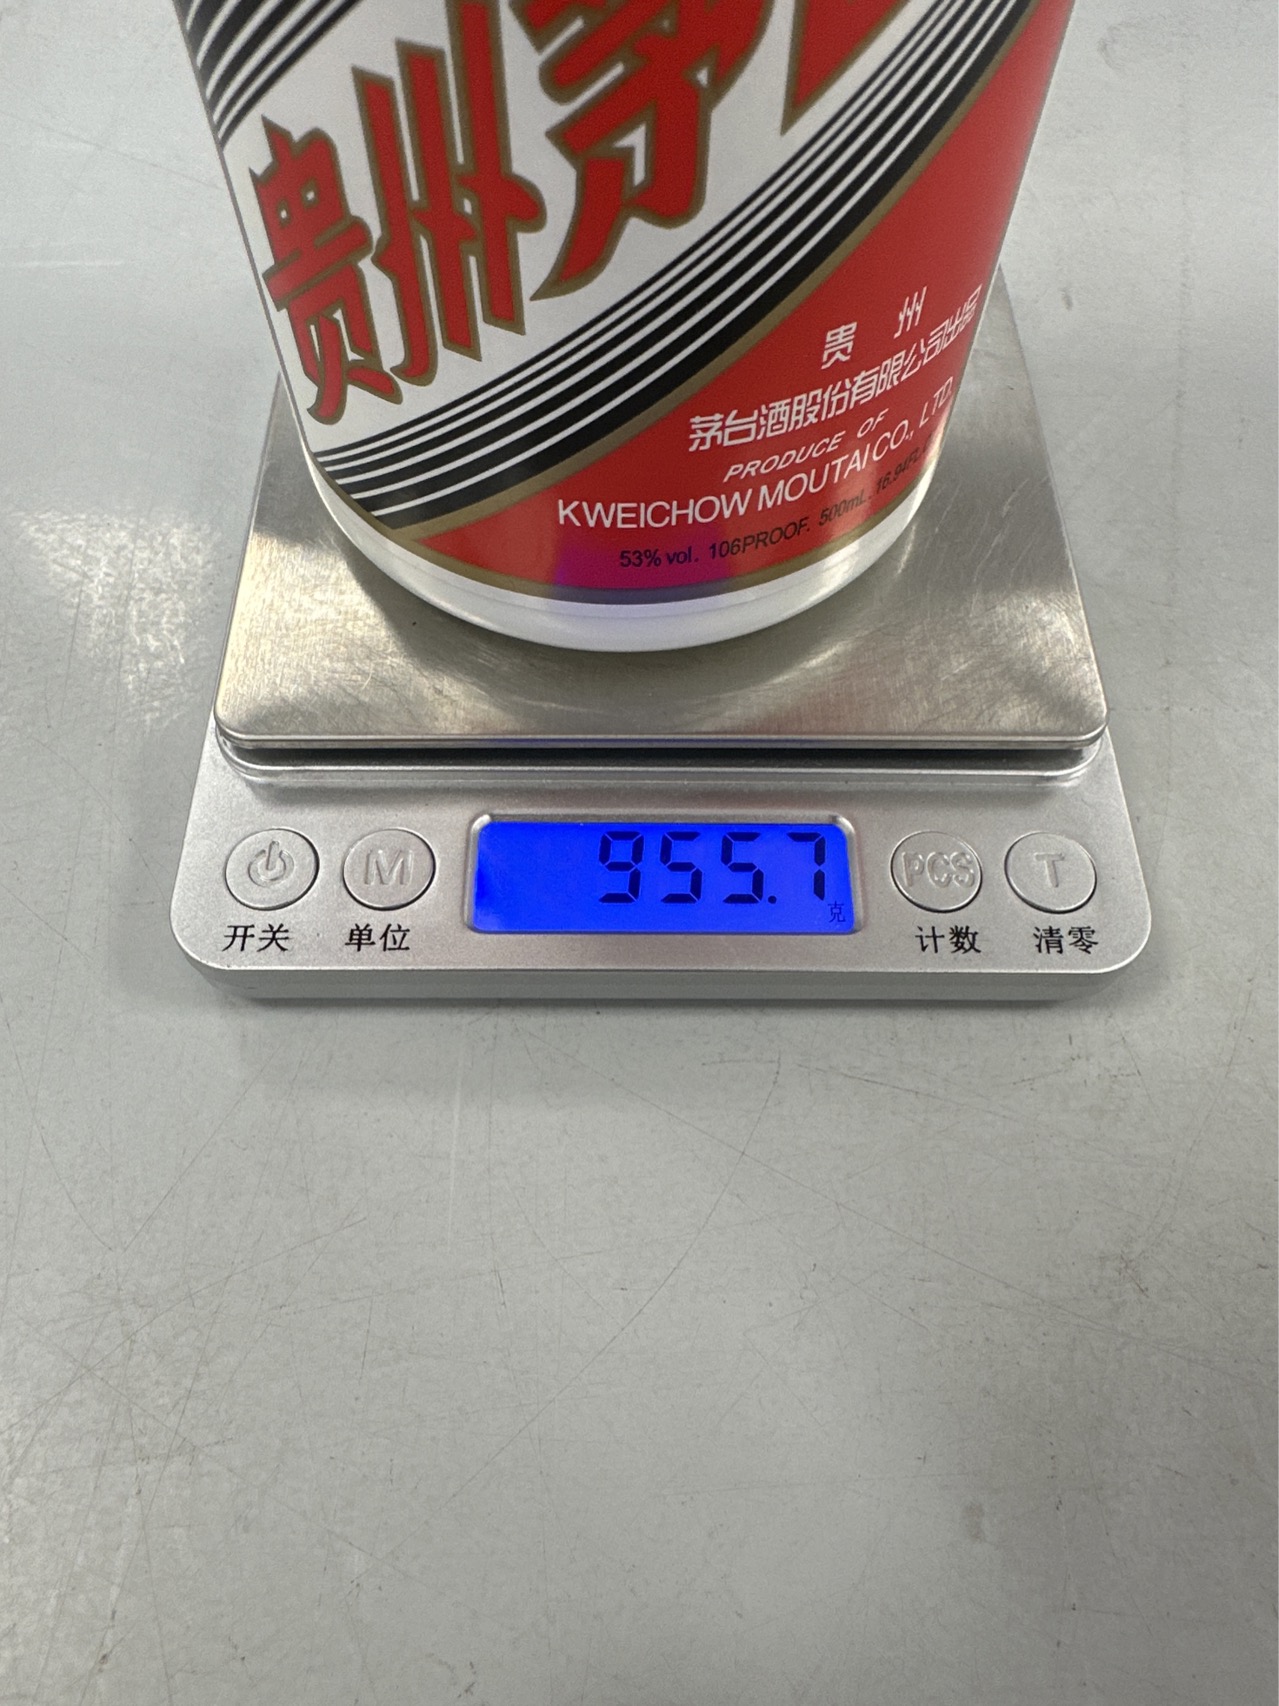 贵州茅
贵州
茅台酒股份有限公司出品
PRODUCE OF
KWEICHOW MOUTAI CO., LTD.
53% vol. 106PROOF. 500mL. 16.94FL
955.7
克
M
PCS
T
开关
单位
计数
清零